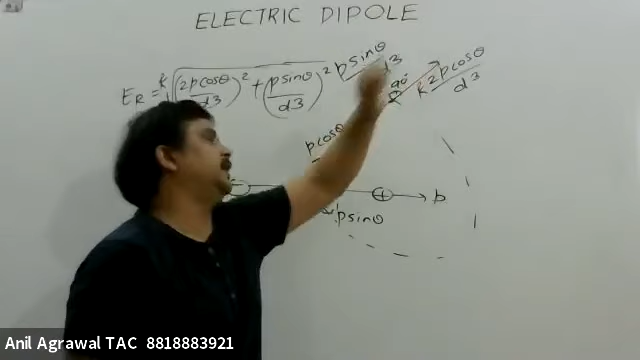 ELECTRIC DIPOLE
E_R = k√((2pcosθ/d3)² + (psinθ/d3)²)
psinθ/d3
90°
k 2pcosθ/d3
pcosθ
− + p
psinθ
Anil Agrawal TAC 8818883921